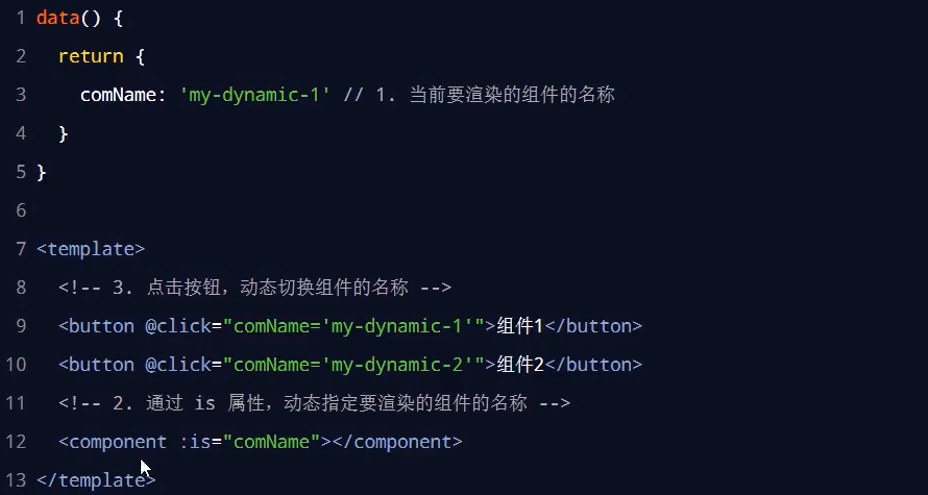 1 data() {
2   return {
3     comName: 'my-dynamic-1' // 1. 当前要渲染的组件的名称
4   }
5 }
6
7 <template>
8   <!-- 3. 点击按钮，动态切换组件的名称 -->
9   <button @click="comName='my-dynamic-1'">组件1</button>
10   <button @click="comName='my-dynamic-2'">组件2</button>
11   <!-- 2. 通过 is 属性，动态指定要渲染的组件的名称 -->
12   <component :is="comName"></component>
13 </template>